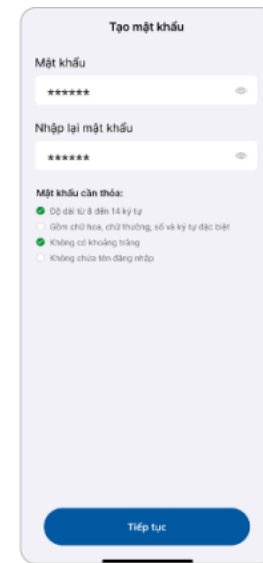 Tạo mật khẩu
Mật khẩu
******
Nhập lại mật khẩu
******
Mật khẩu cần thỏa:
Độ dài từ 8 đến 14 ký tự
Gồm chữ hoa, chữ thường, số và ký tự đặc biệt
Không có khoảng trắng
Không chứa tên đăng nhập
Tiếp tục